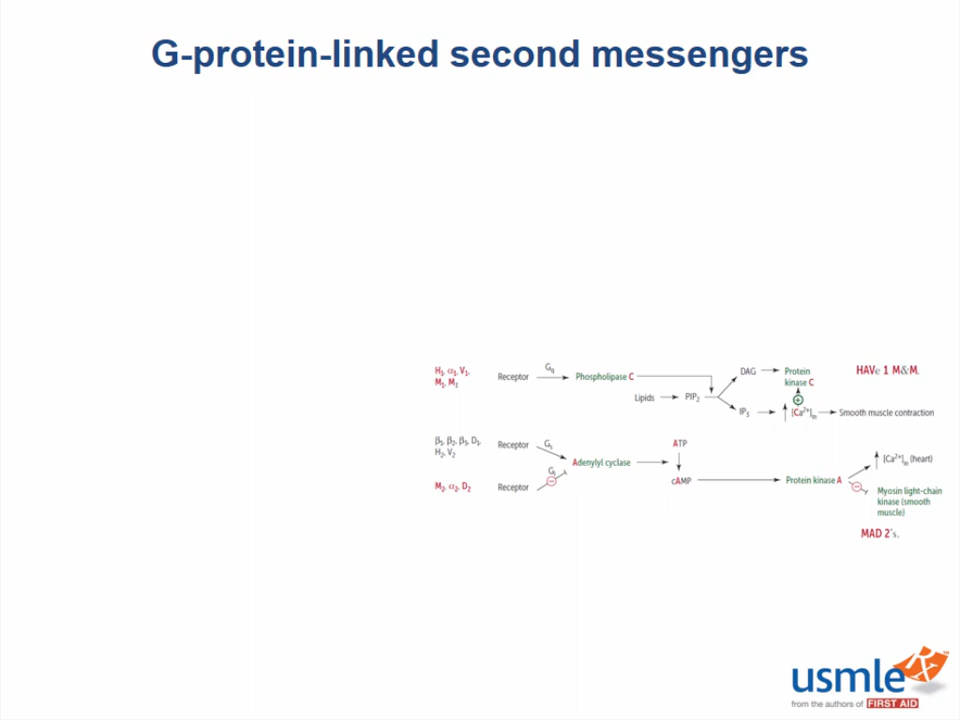 G-protein-linked second messengers
H₁, α₁, V₁,
M₁, M₃
Receptor
Gq
Phospholipase C
Lipids
PIP₂
DAG
Protein
kinase C
IP₃
[Ca²⁺]in
Smooth muscle contraction
HAVe 1 M&M.
β₁, β₂, β₃, D₁,
H₂, V₂
Receptor
Gs
Adenylyl cyclase
ATP
cAMP
Protein kinase A
[Ca²⁺]in (heart)
Myosin light-chain
kinase (smooth
muscle)
M₂, α₂, D₂
Receptor
Gi
MAD 2's.
usmle
Rx™
from the authors of FIRST AID